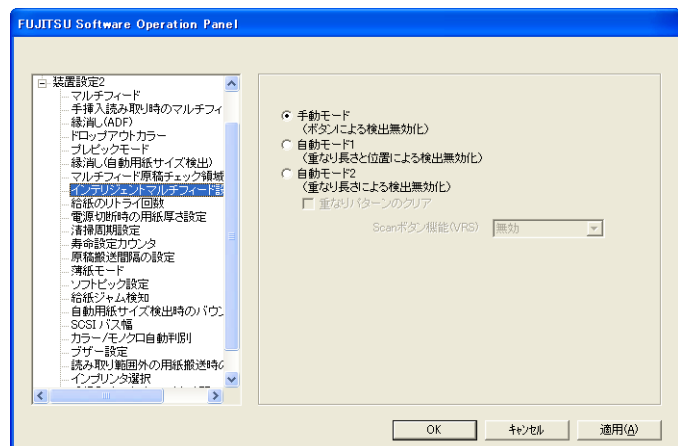 FUJITSU Software Operation Panel
装置設定2
マルチフィード
手挿入読み取り時のマルチフィ
縁消し(ADF)
ドロップアウトカラー
プレピックモード
縁消し(自動用紙サイズ検出)
マルチフィード原稿チェック領域
インテリジェントマルチフィード設
給紙のリトライ回数
電源切断時の用紙厚さ設定
清掃周期設定
寿命設定カウンタ
原稿搬送間隔の設定
薄紙モード
ソフトピック設定
給紙ジャム検知
自動用紙サイズ検出時のバウン
SCSI バス幅
カラー/モノクロ自動判別
ブザー設定
読み取り範囲外の用紙搬送時の
インプリンタ選択
手動モード
(ボタンによる検出無効化)
自動モード1
(重なり長さと位置による検出無効化)
自動モード2
(重なり長さによる検出無効化)
重なりパターンのクリア
Scanボタン機能(VRS) 無効
OK キャンセル 適用(A)